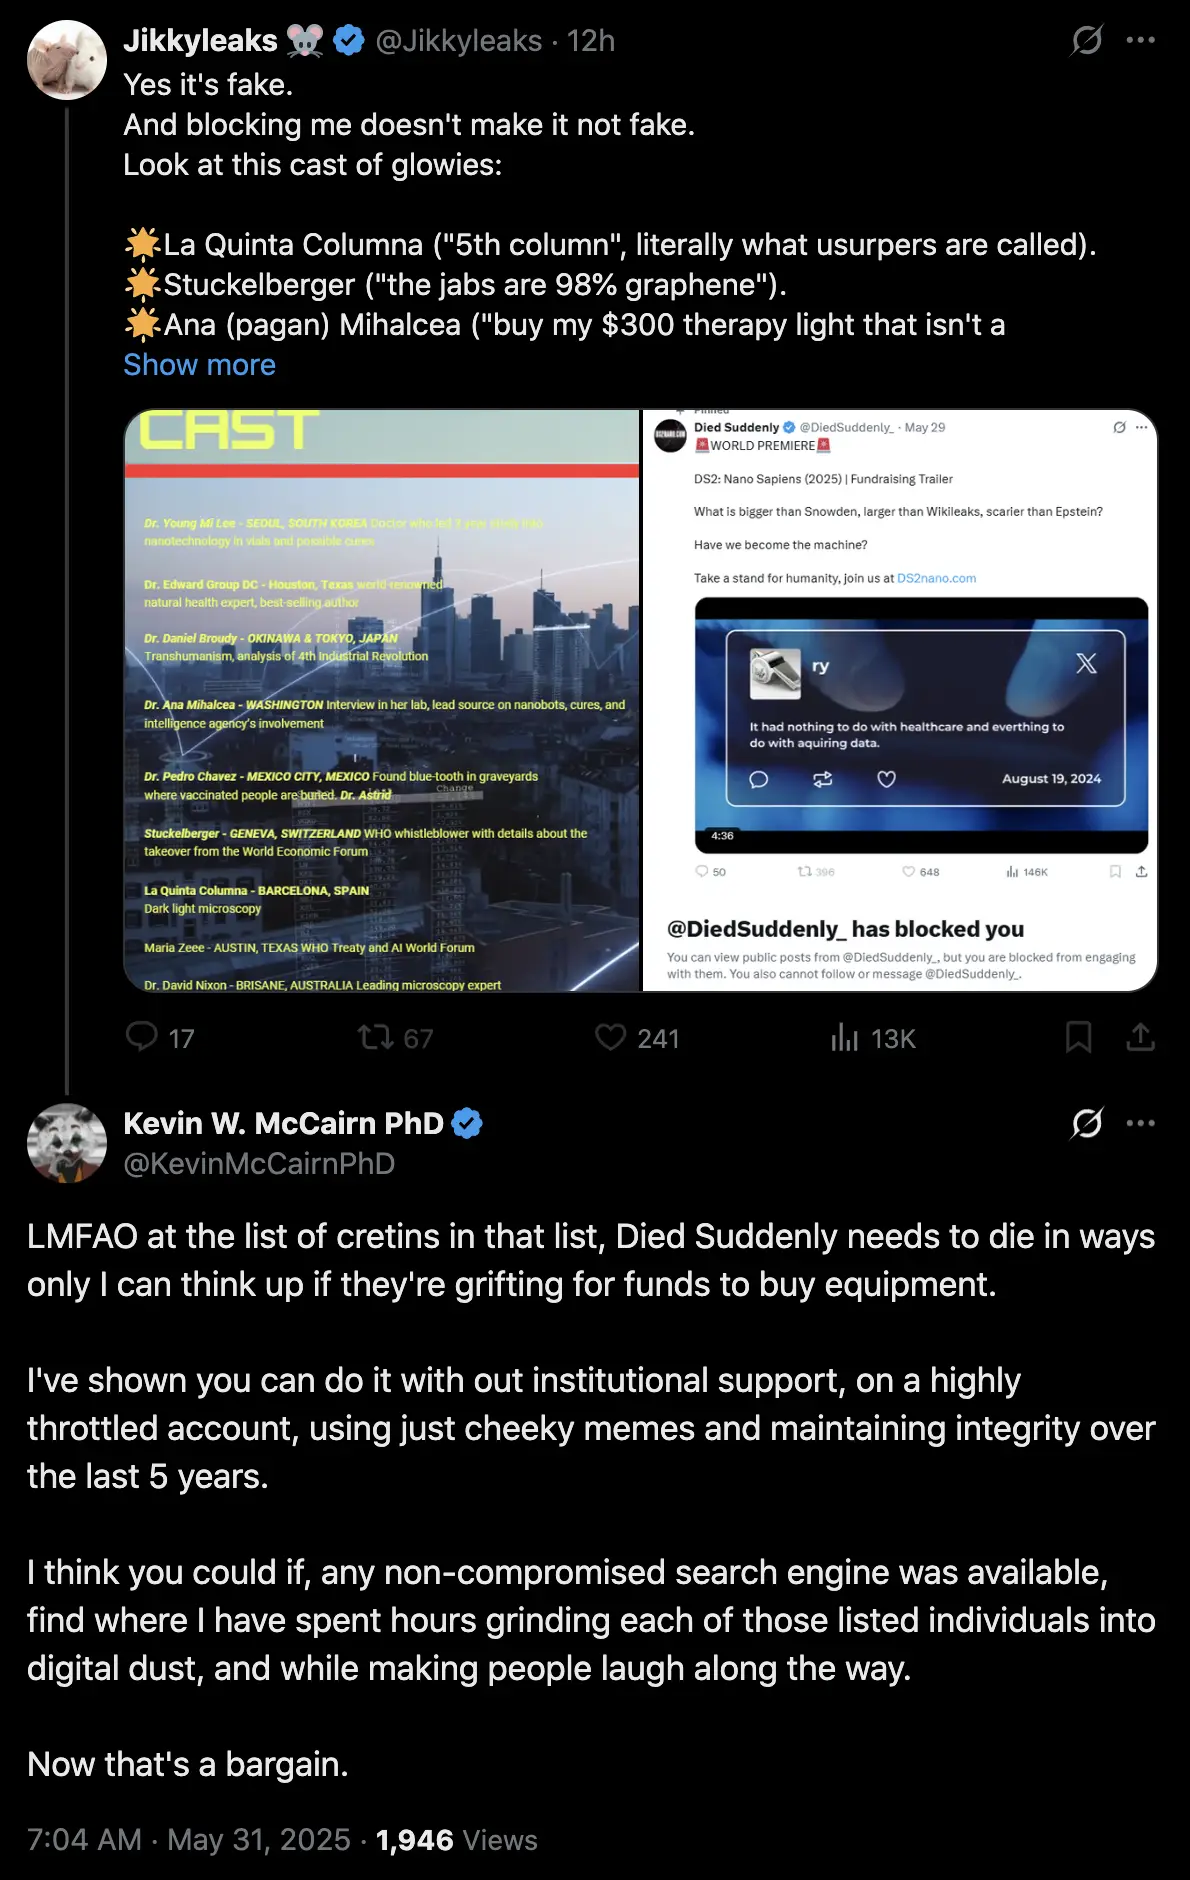 Jikkyleaks 🐭 @Jikkyleaks · 12h
Yes it's fake.
And blocking me doesn't make it not fake.
Look at this cast of glowies:
🌟La Quinta Columna ("5th column", literally what usurpers are called).
🌟Stuckelberger ("the jabs are 98% graphene").
🌟Ana (pagan) Mihalcea ("buy my $300 therapy light that isn't a
Show more
CAST
Dr. Young Mi Lee - SEOUL, SOUTH KOREA Doctor who led 3 year study into
nanotechnology in vials and possible cures
Dr. Edward Group DC - Houston, Texas world-renowned
natural health expert, best-selling author
Dr. Daniel Broudy - OKINAWA & TOKYO, JAPAN
Transhumanism, analysis of 4th Industrial Revolution
Dr. Ana Mihalcea - WASHINGTON Interview in her lab, lead source on nanobots, cures, and
intelligence agency's involvement
Dr. Pedro Chavez - MEXICO CITY, MEXICO Found blue-tooth in graveyards
where vaccinated people are buried. Dr. Astrid
Change
Stuckelberger - GENEVA, SWITZERLAND WHO whistleblower with details about the
takeover from the World Economic Forum
La Quinta Columna - BARCELONA, SPAIN
Dark light microscopy
Maria Zeee - AUSTIN, TEXAS WHO Treaty and AI World Forum
Dr. David Nixon - BRISANE, AUSTRALIA Leading microscopy expert
Pinned
Died Suddenly @DiedSuddenly_ · May 29
🚨WORLD PREMIERE🚨
DS2: Nano Sapiens (2025) | Fundraising Trailer
What is bigger than Snowden, larger than Wikileaks, scarier than Epstein?
Have we become the machine?
Take a stand for humanity, join us at DS2nano.com
ry
It had nothing to do with healthcare and everthing to
do with aquiring data.
August 19, 2024
4:36
50 396 648 146K
@DiedSuddenly_ has blocked you
You can view public posts from @DiedSuddenly_, but you are blocked from engaging
with them. You also cannot follow or message @DiedSuddenly_.
17 67 241 13K
Kevin W. McCairn PhD
@KevinMcCairnPhD
LMFAO at the list of cretins in that list, Died Suddenly needs to die in ways
only I can think up if they're grifting for funds to buy equipment.
I've shown you can do it with out institutional support, on a highly
throttled account, using just cheeky memes and maintaining integrity over
the last 5 years.
I think you could if, any non-compromised search engine was available,
find where I have spent hours grinding each of those listed individuals into
digital dust, and while making people laugh along the way.
Now that's a bargain.
7:04 AM · May 31, 2025 · 1,946 Views